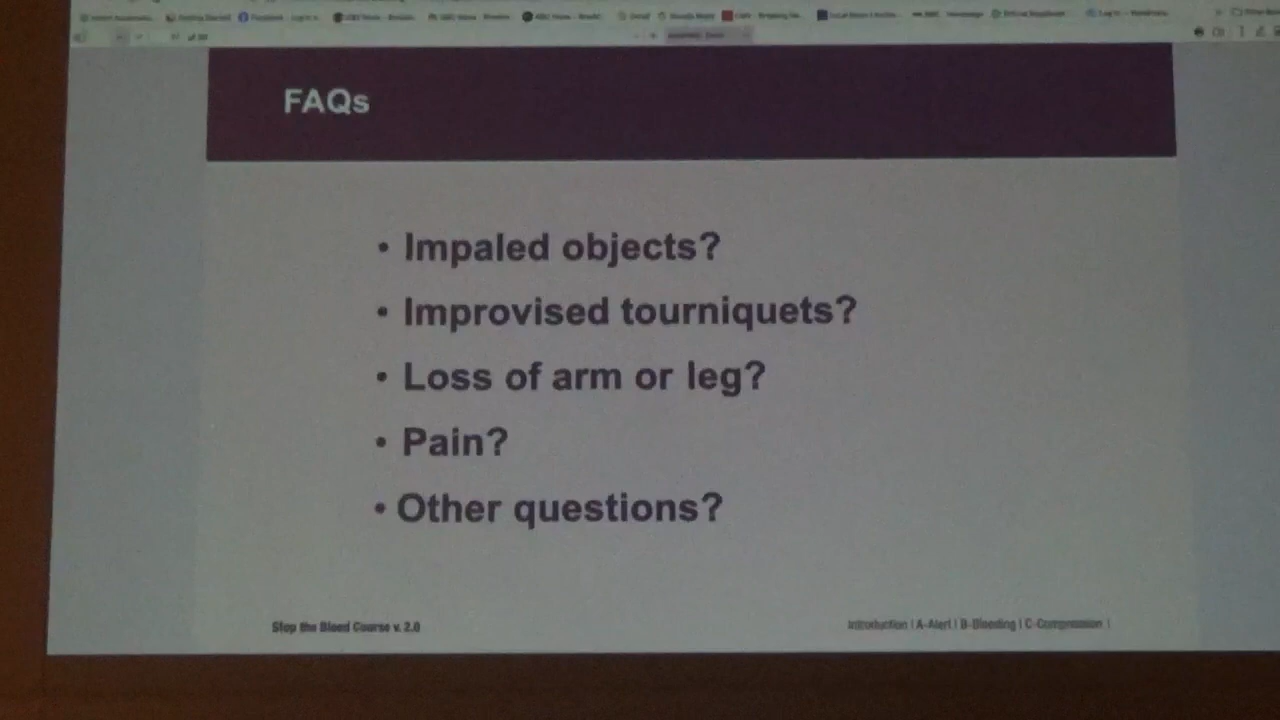 FAQs
• Impaled objects?
• Improvised tourniquets?
• Loss of arm or leg?
• Pain?
• Other questions?
Stop the Bleed Course v. 2.0
Introduction | A-Alert | B-Bleeding | C-Compression |